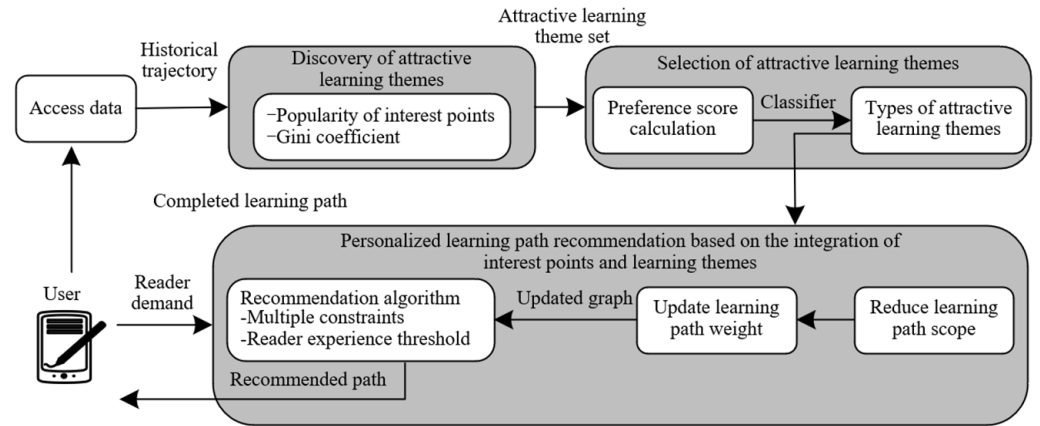 Attractive learning
theme set
Historical
trajectory
Discovery of attractive
learning themes
Selection of attractive learning themes
Access data
−Popularity of interest points
−Gini coefficient
Preference score
calculation
Classifier
Types of attractive
learning themes
Completed learning path
Personalized learning path recommendation based on the integration of
interest points and learning themes
User
Reader
demand
Recommendation algorithm
-Multiple constraints
-Reader experience threshold
Updated graph
Update learning
path weight
Reduce learning
path scope
Recommended path